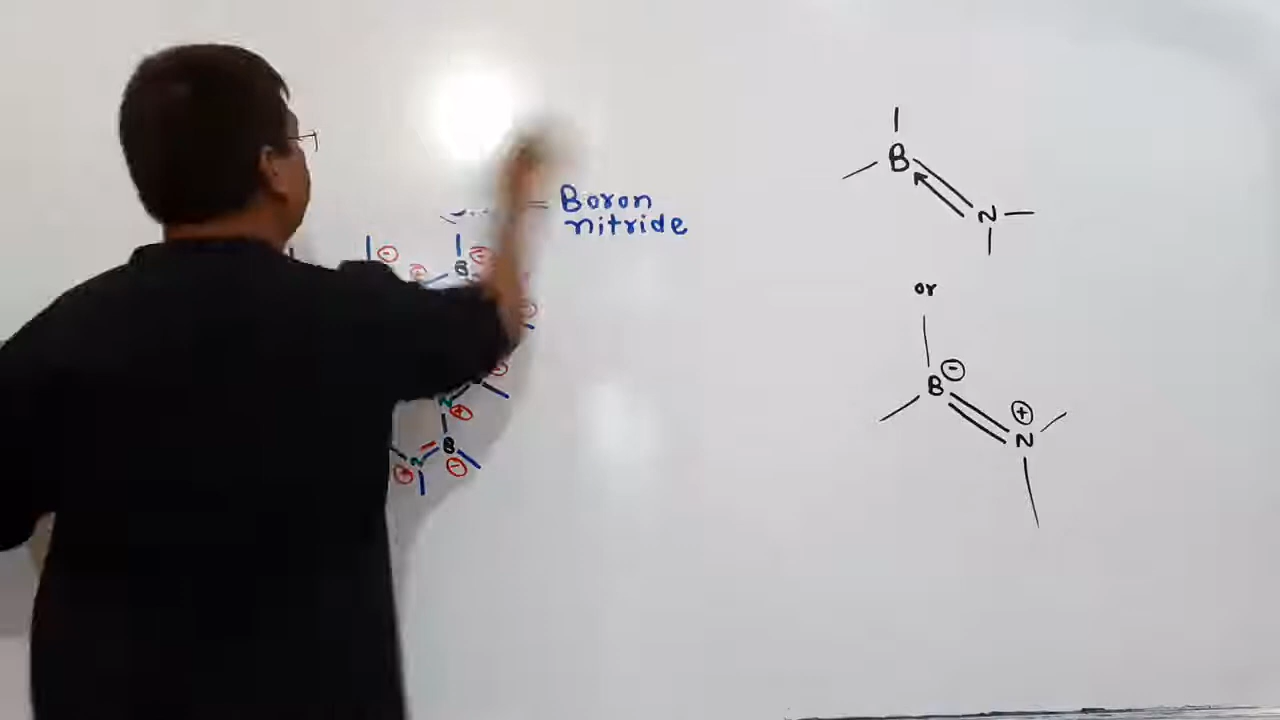 Boron
nitride
B
N
or
B ⊖
⊕
N
⊖ B ⊖
N ⊕
B
N ⊖
⊕